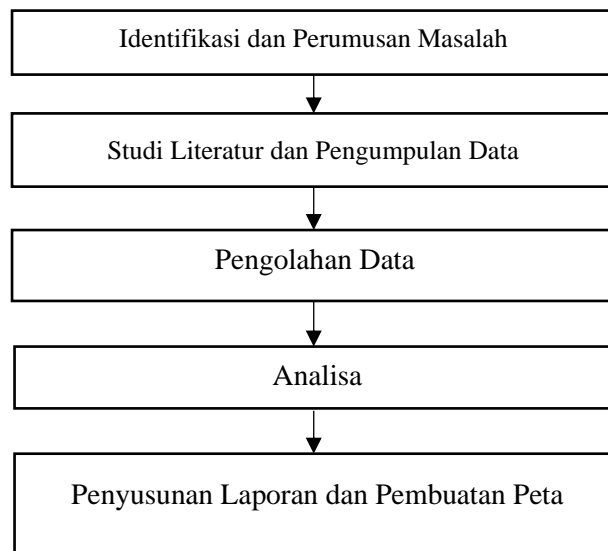 Identifikasi dan Perumusan Masalah
Studi Literatur dan Pengumpulan Data
Pengolahan Data
Analisa
Penyusunan Laporan dan Pembuatan Peta